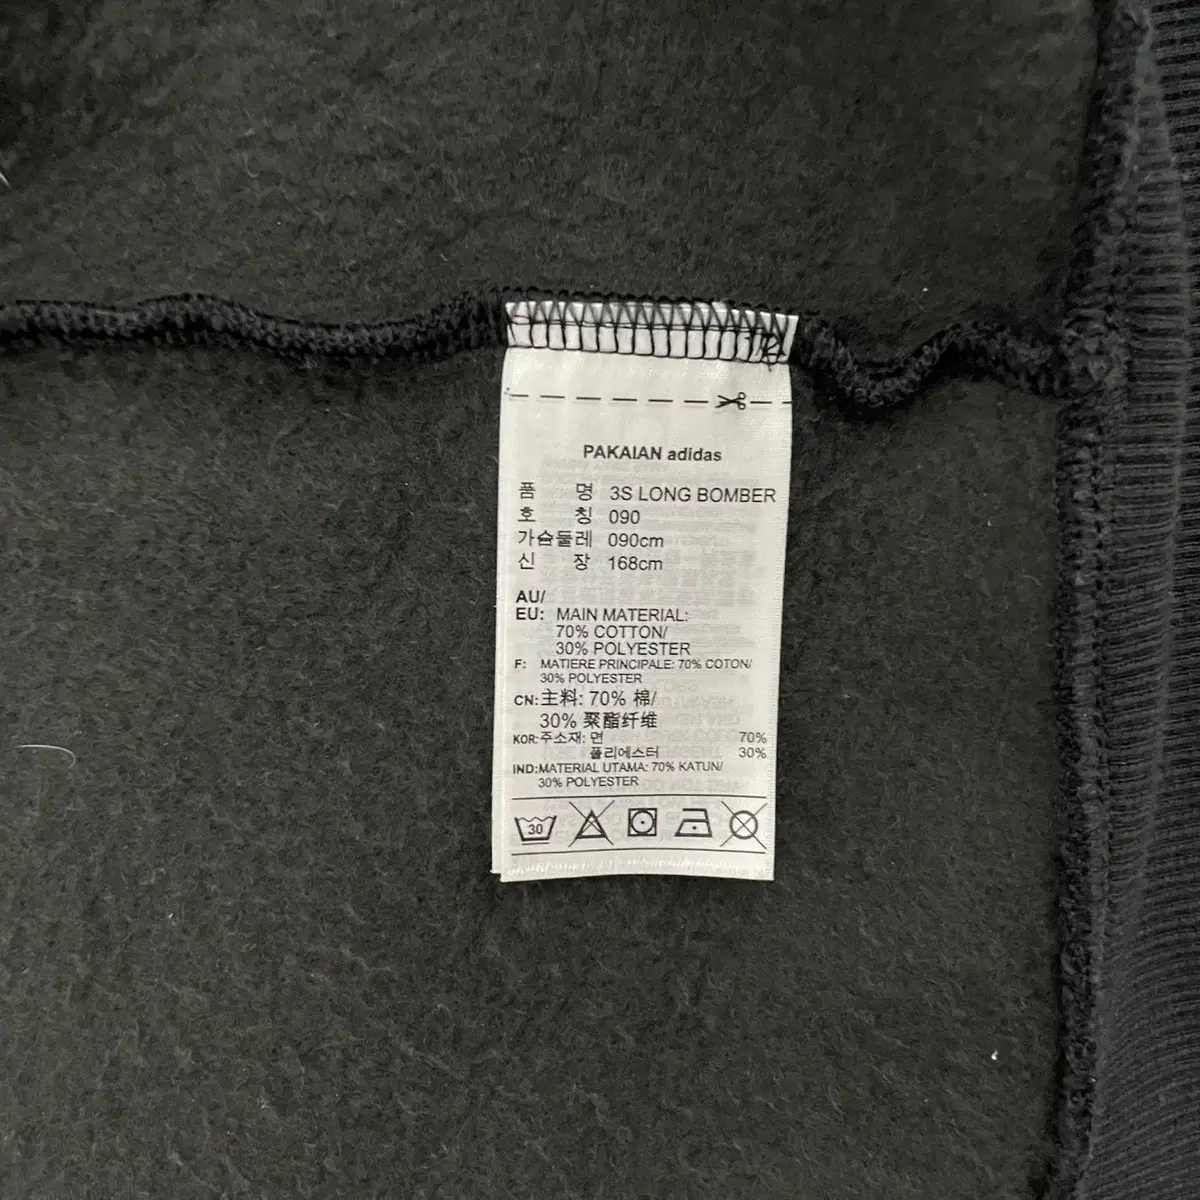 PAKAIAN adidas
품 명 3S LONG BOMBER
호 칭 090
가슴둘레 090cm
신 장 168cm
AU/
EU: MAIN MATERIAL:
70% COTTON/
30% POLYESTER
F: MATIERE PRINCIPALE: 70% COTON/
30% POLYESTER
CN:主料: 70% 棉/
30% 聚酯纤维
KOR:주소재: 면 70%
폴리에스터 30%
IND:MATERIAL UTAMA: 70% KATUN/
30% POLYESTER
30